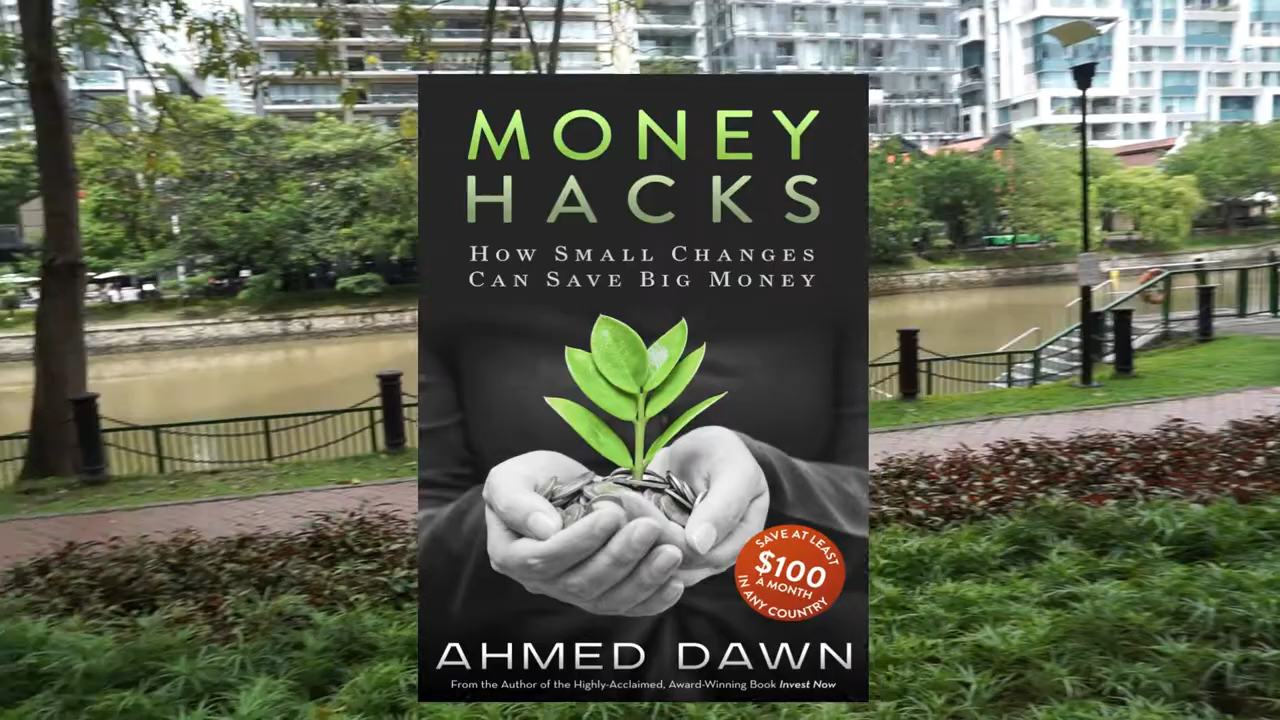 MONEY
HACKS
How Small Changes
Can Save Big Money
SAVE AT LEAST
$100
A MONTH
IN ANY COUNTRY
AHMED DAWN
From the Author of the Highly-Acclaimed, Award-Winning Book Invest Now